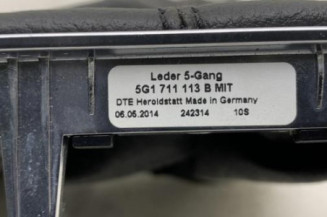 Leder 5-Gang
5G1 711 113 B MIT
DTE Heroldstatt Made in Germany
06.05.2014 242314 10S